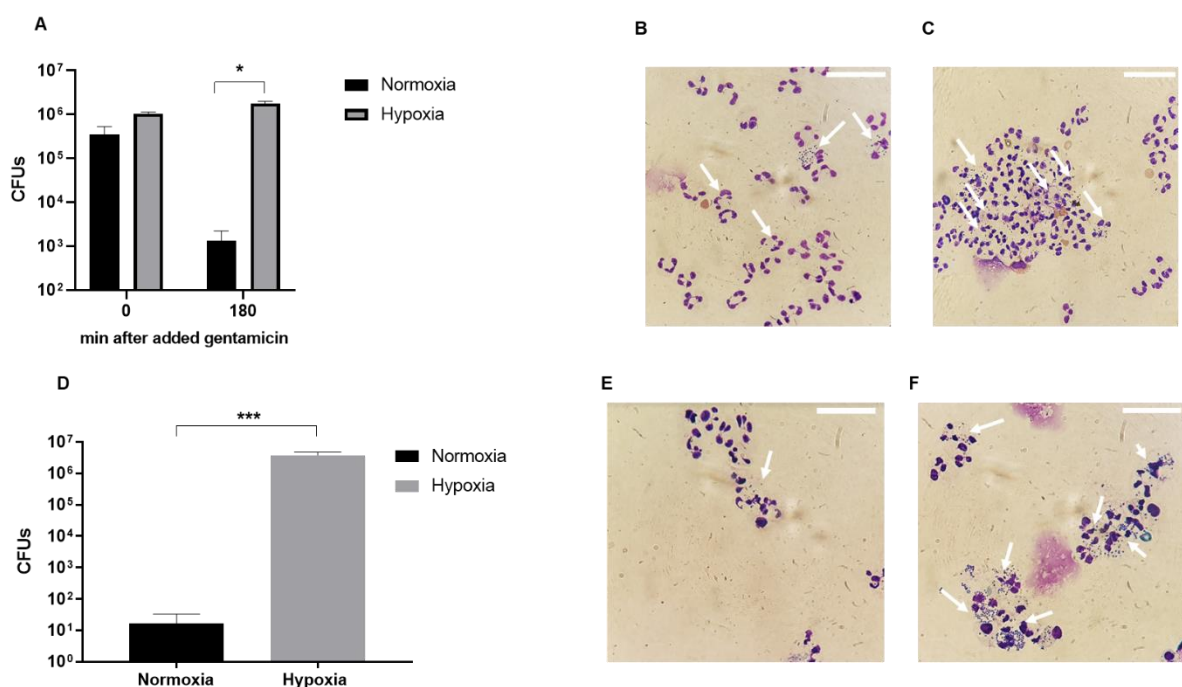 A
10⁷
10⁶
10⁵
10⁴
10³
10²
CFUs
*
Normoxia
Hypoxia
0 180
min after added gentamicin
B
C
D
10⁷
10⁶
10⁵
10⁴
10³
10²
10¹
10⁰
CFUs
***
Normoxia
Hypoxia
Normoxia Hypoxia
E
F